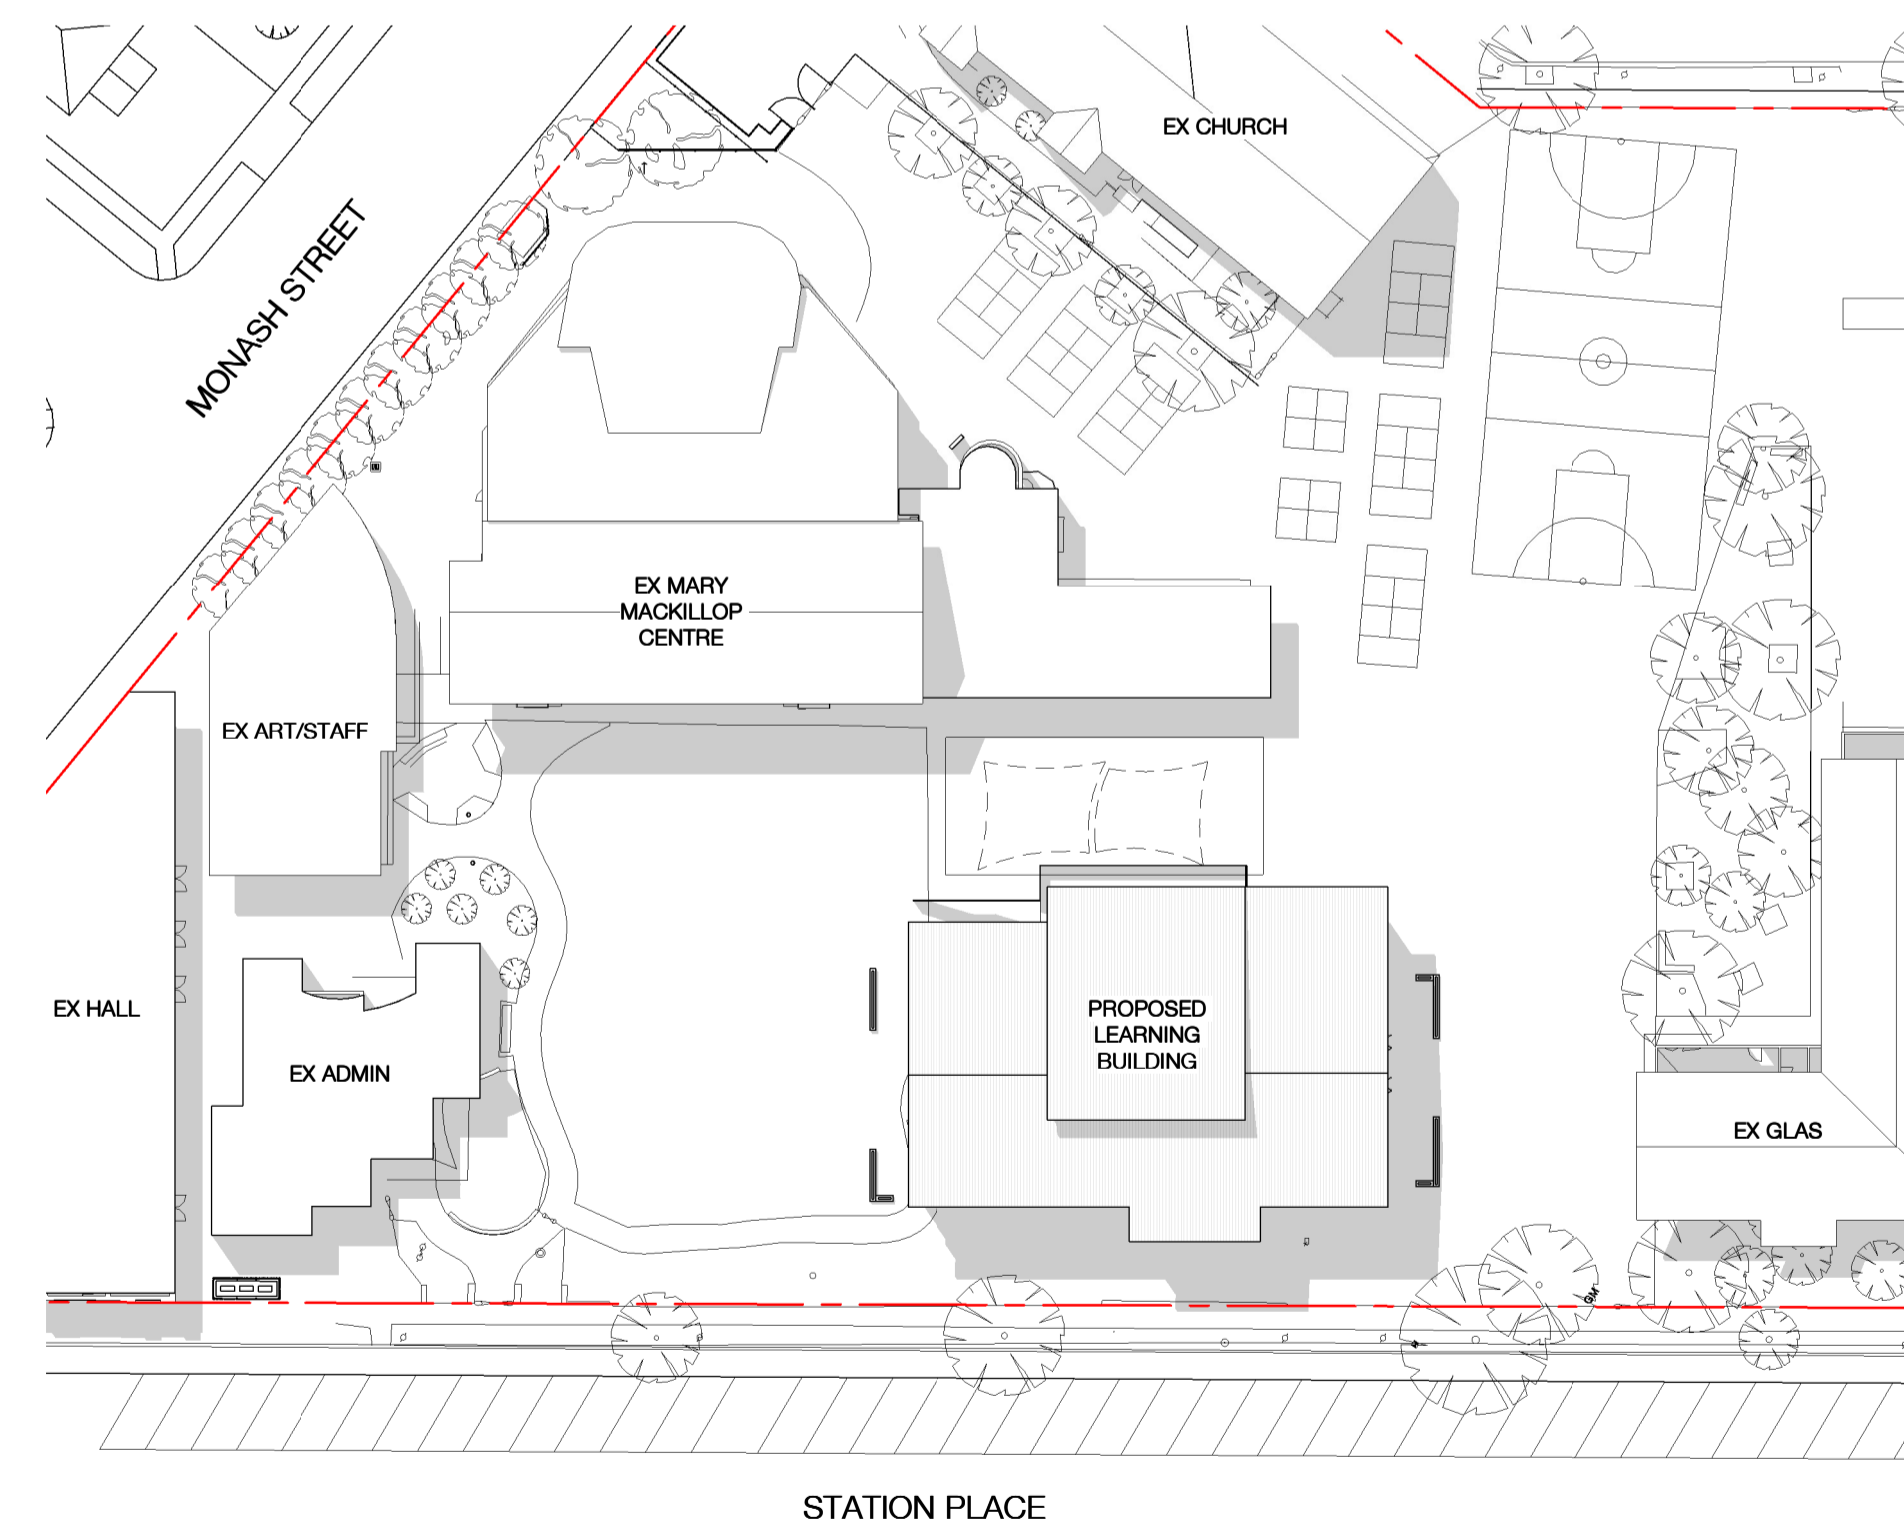 EX CHURCH
MONASH STREET
EX MARY
MACKILLOP
CENTRE
EX ART/STAFF
EX HALL
EX ADMIN
PROPOSED
LEARNING
BUILDING
EX GLAS
GM
STATION PLACE